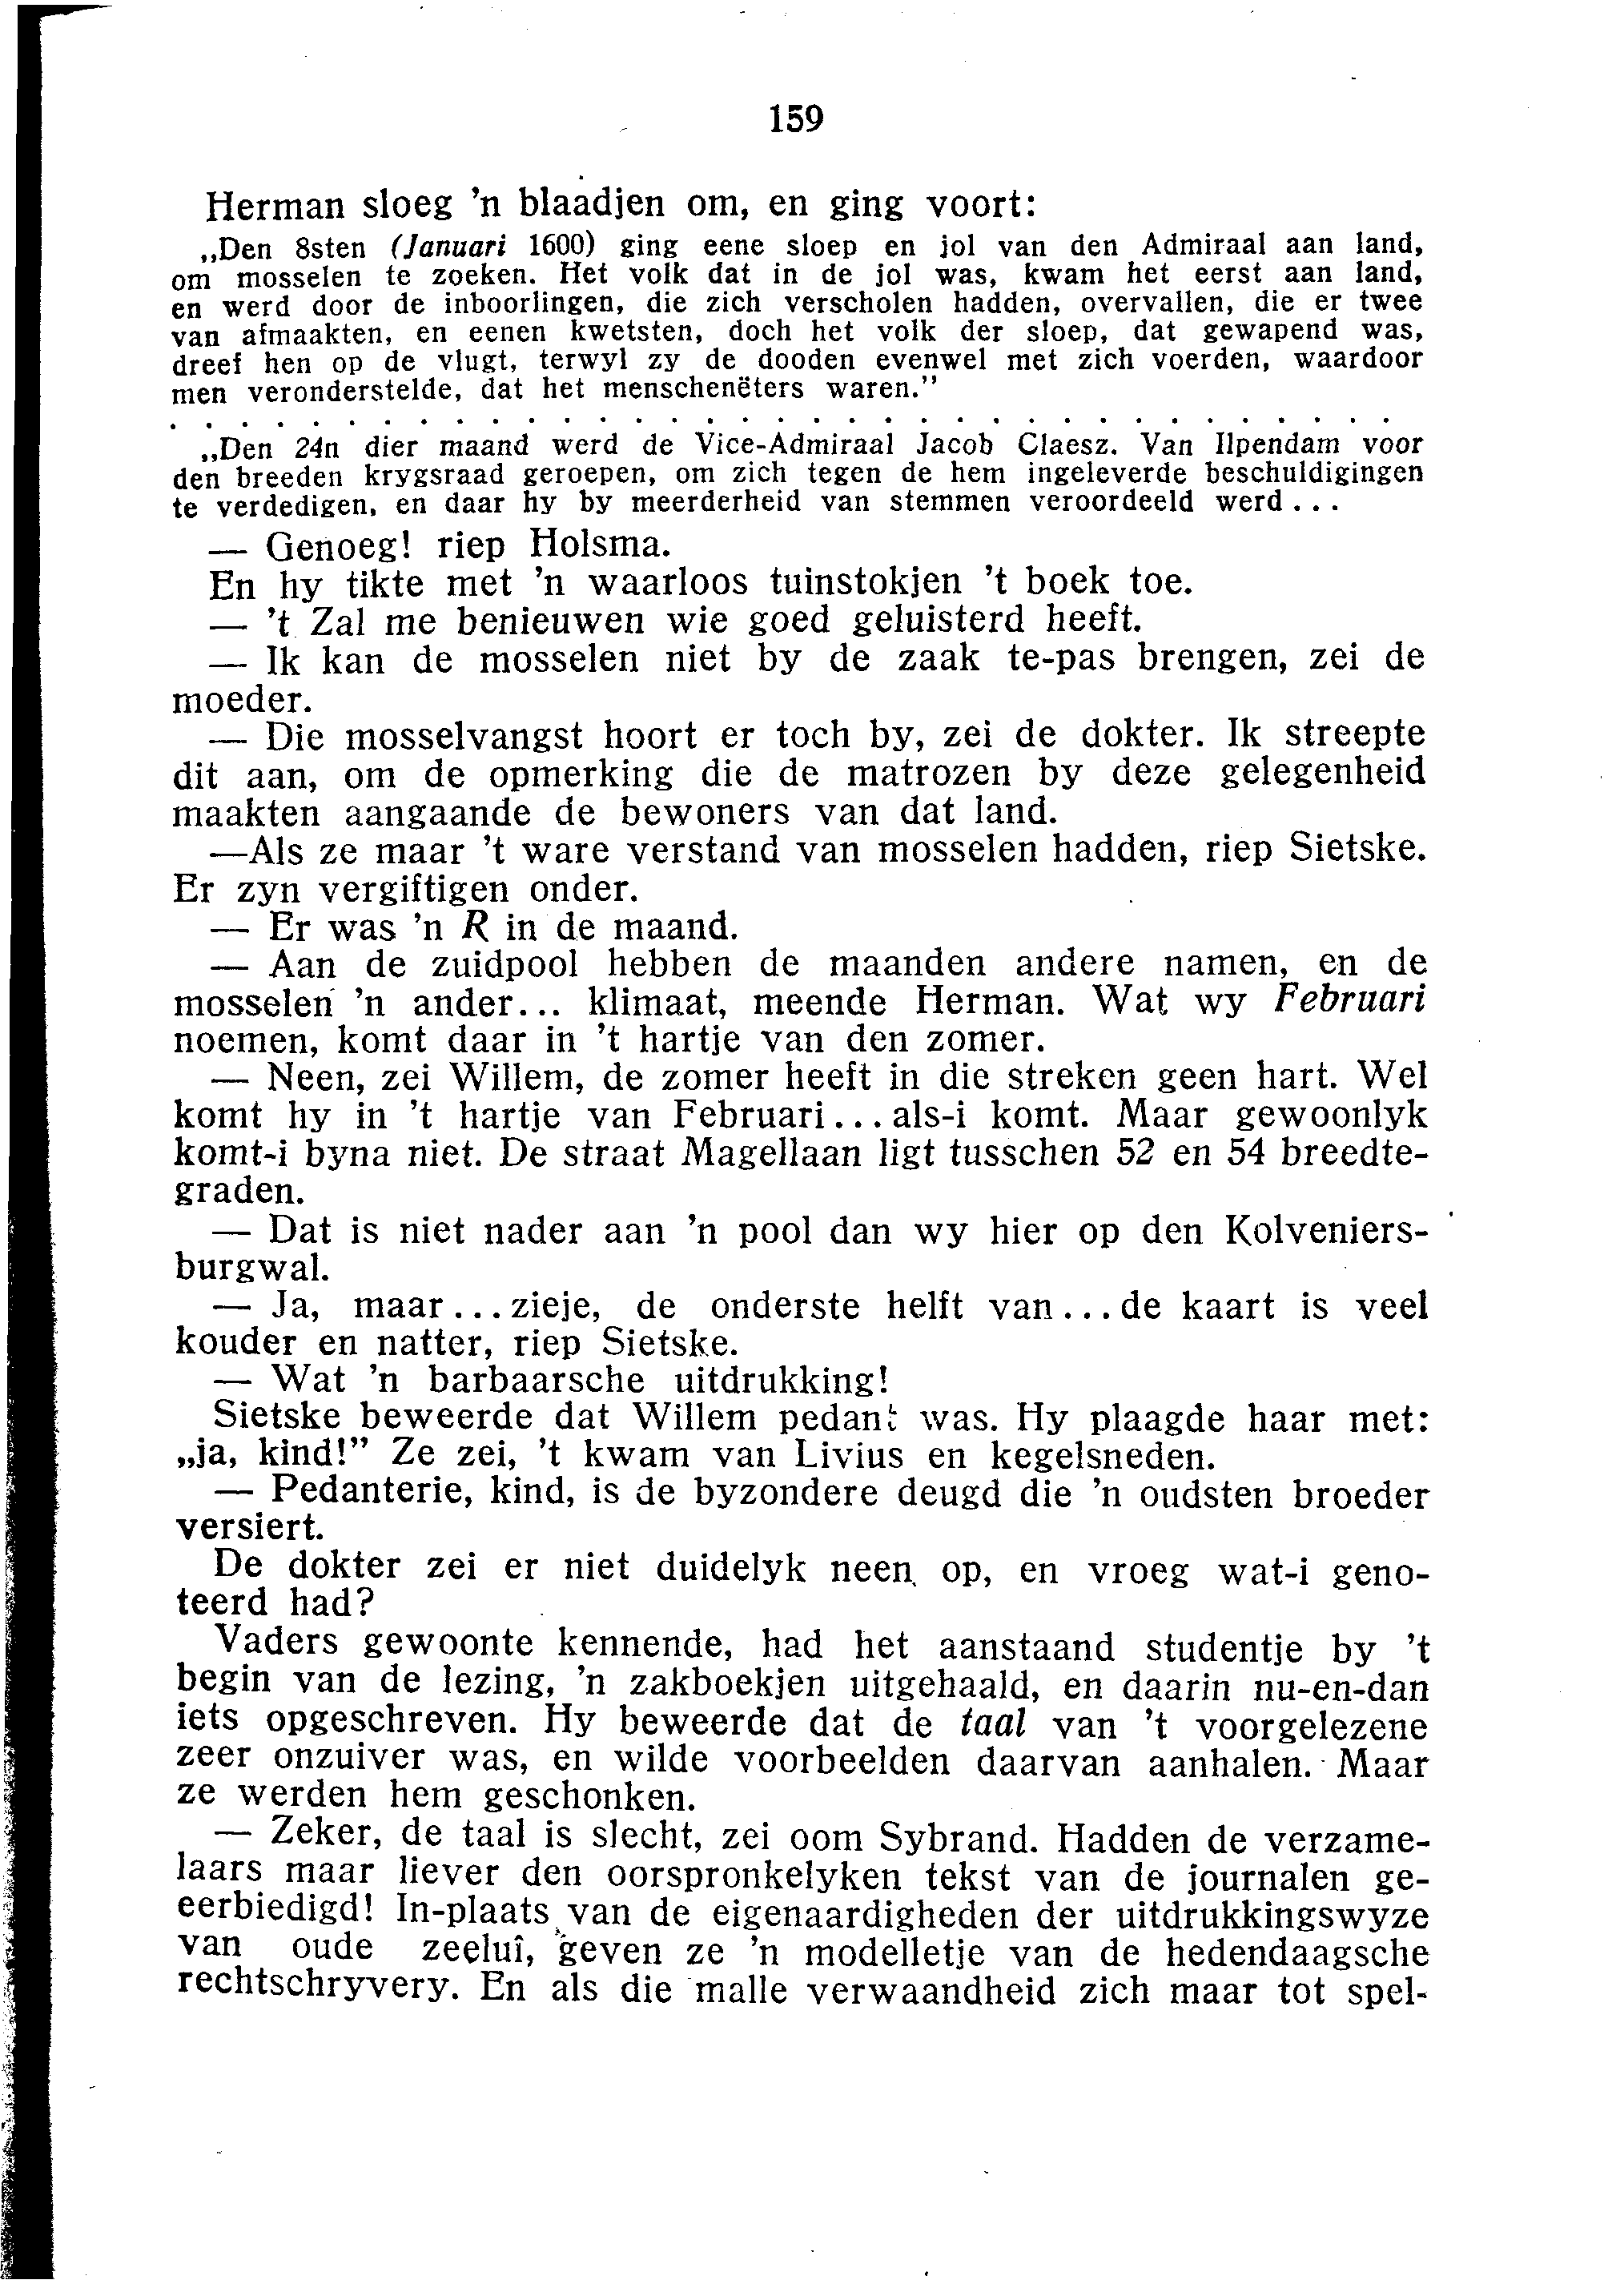 159
Herman sloeg 'n blaadjen om, en ging voort:
„Den 8sten (Januari 1600) ging eene sloep en jol van den Admiraal aan land,
om mosselen te zoeken. Het volk dat in de jol was, kwam het eerst aan land,
en werd door de inboorlingen, die zich verscholen hadden, overvallen, die er twee
van afmaakten, en eenen kwetsten, doch het volk der sloep, dat gewapend was,
dreef hen op de vlugt, terwyl zy de dooden evenwel met zich voerden, waardoor
men veronderstelde, dat het menschenëters waren.”
. . . . . . . . . . . . . . . . . . . . . . . . . . . . . . . . . .
„Den 24n dier maand werd de Vice-Admiraal Jacob Claesz. Van Ilpendam voor
den breeden krygsraad geroepen, om zich tegen de hem ingeleverde beschuldigingen
te verdedigen, en daar hy by meerderheid van stemmen veroordeeld werd...
— Genoeg! riep Holsma.
En hy tikte met 'n waarloos tuinstokjen 't boek toe.
— 't Zal me benieuwen wie goed geluisterd heeft.
— Ik kan de mosselen niet by de zaak te-pas brengen, zei de
moeder.
— Die mosselvangst hoort er toch by, zei de dokter. Ik streepte
dit aan, om de opmerking die de matrozen by deze gelegenheid
maakten aangaande de bewoners van dat land.
—Als ze maar 't ware verstand van mosselen hadden, riep Sietske.
Er zyn vergiftigen onder.
— Er was 'n R in de maand.
— Aan de zuidpool hebben de maanden andere namen, en de
mosselen 'n ander... klimaat, meende Herman. Wat wy Februari
noemen, komt daar in 't hartje van den zomer.
— Neen, zei Willem, de zomer heeft in die streken geen hart. Wel
komt hy in 't hartje van Februari... als-i komt. Maar gewoonlyk
komt-i byna niet. De straat Magellaan ligt tusschen 52 en 54 breedte-
graden.
— Dat is niet nader aan 'n pool dan wy hier op den Kolveniers-
burgwal.
— Ja, maar... zieje, de onderste helft van... de kaart is veel
kouder en natter, riep Sietske.
— Wat 'n barbaarsche uitdrukking!
Sietske beweerde dat Willem pedant was. Hy plaagde haar met:
„ja, kind!” Ze zei, 't kwam van Livius en kegelsneden.
— Pedanterie, kind, is de byzondere deugd die 'n oudsten broeder
versiert.
De dokter zei er niet duidelyk neen op, en vroeg wat-i geno-
teerd had?
Vaders gewoonte kennende, had het aanstaand studentje by 't
begin van de lezing, 'n zakboekjen uitgehaald, en daarin nu-en-dan
iets opgeschreven. Hy beweerde dat de taal van 't voorgelezene
zeer onzuiver was, en wilde voorbeelden daarvan aanhalen. Maar
ze werden hem geschonken.
— Zeker, de taal is slecht, zei oom Sybrand. Hadden de verzame-
laars maar liever den oorspronkelyken tekst van de journalen ge-
eerbiedigd! In-plaats van de eigenaardigheden der uitdrukkingswyze
van oude zeeluî, geven ze 'n modelletje van de hedendaagsche
rechtschryvery. En als die malle verwaandheid zich maar tot spel-